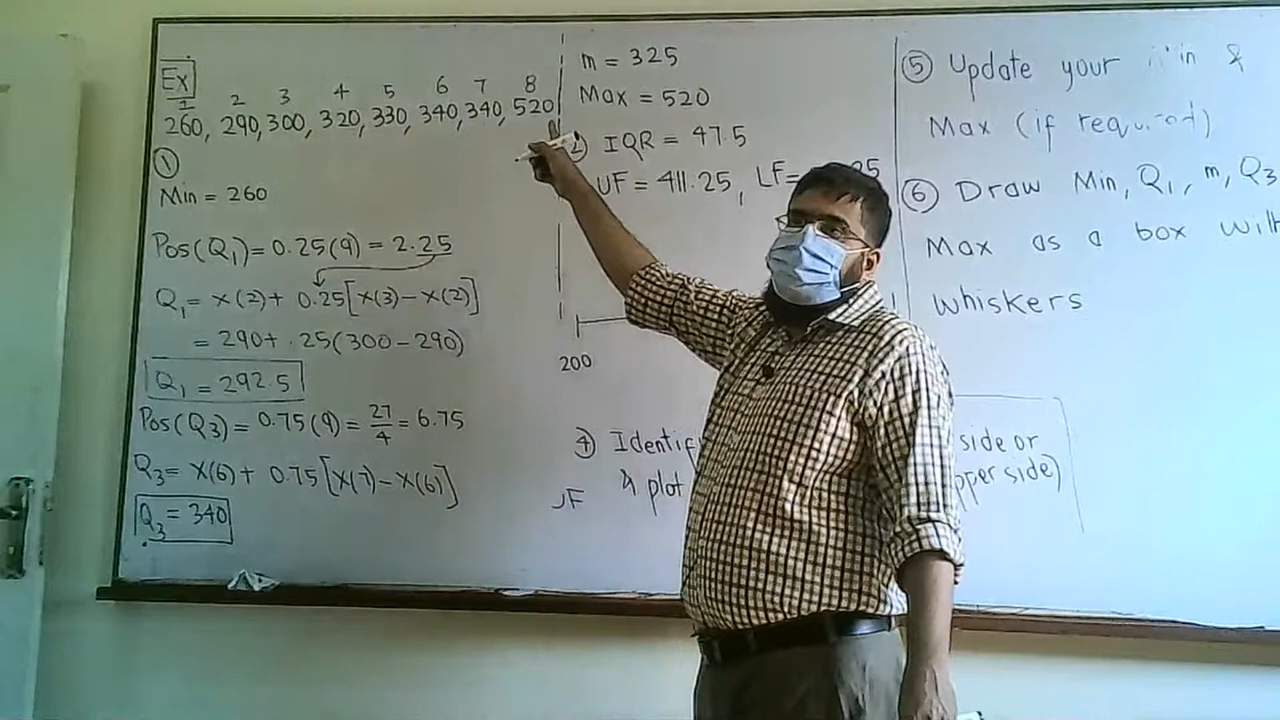 Ex
1 2 3 4 5 6 7 8
260, 290, 300, 320, 330, 340, 340, 520
①
Min = 260
Pos(Q₁) = 0.25(9) = 2.25
Q₁ = x(2) + 0.25[x(3) - x(2)]
= 290 + .25(300 - 290)
Q₁ = 292.5
Pos(Q₃) = 0.75(9) = 27/4 = 6.75
Q₃ = x(6) + 0.75[x(7) - x(6)]
Q₃ = 340
m = 325
Max = 520
IQR = 47.5
UF = 411.25, LF=
200
④
& plot
⑤ Update your &
Max (if
⑥ Draw Min, Q₁, m, Q₃
Max as a box
Whiskers
side or
side)